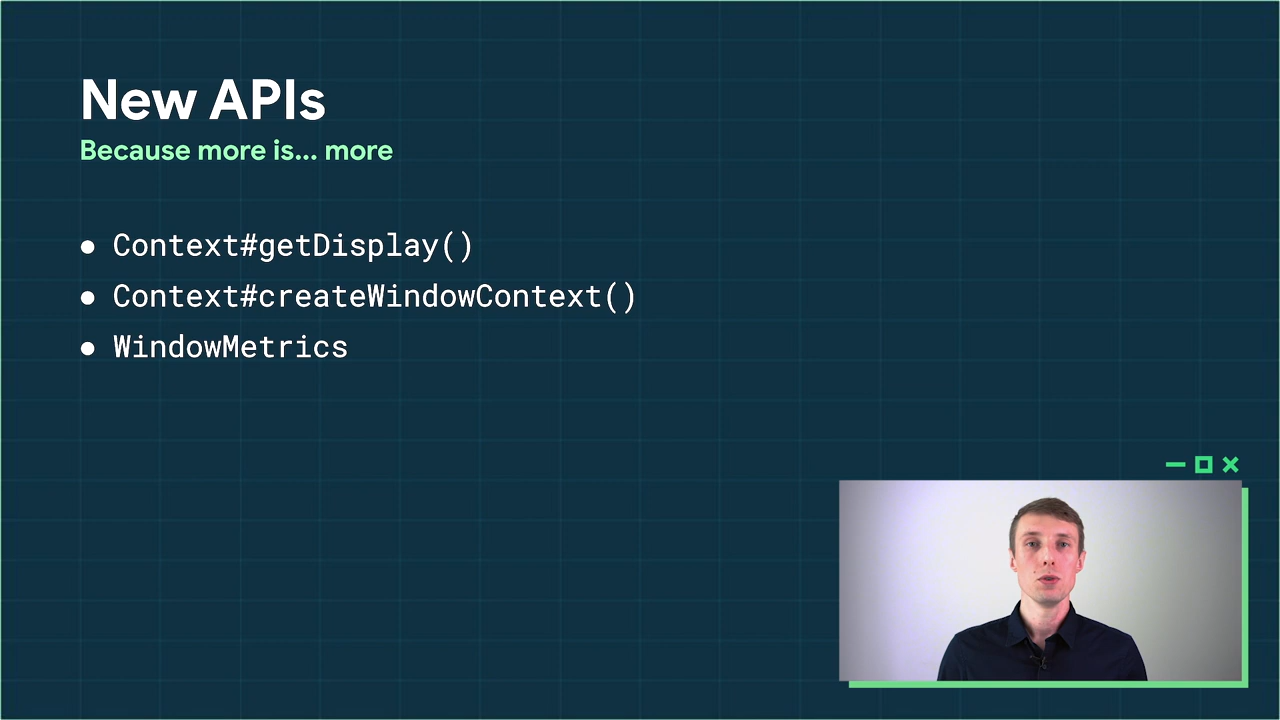 New APIs
Because more is... more
● Context#getDisplay()
● Context#createWindowContext()
● WindowMetrics